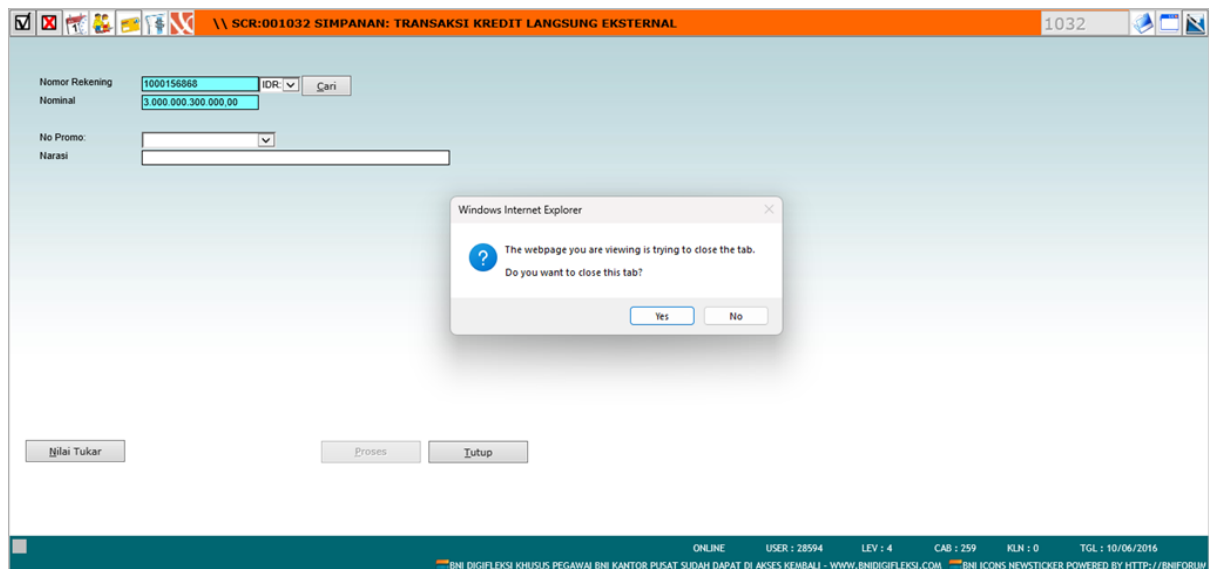 \\ SCR:001032 SIMPANAN: TRANSAKSI KREDIT LANGSUNG EKSTERNAL 1032
Nomor Rekening 1000156868 IDR: Cari
Nominal 3.000.000.300.000,00
No Promo:
Narasi
Windows Internet Explorer
The webpage you are viewing is trying to close the tab.
Do you want to close this tab?
Yes No
Nilai Tukar Proses Tutup
ONLINE USER : 28594 LEV : 4 CAB : 259 KLN : 0 TGL : 10/06/2016
BNI DIGIFLEKSI KHUSUS PEGAWAI BNI KANTOR PUSAT SUDAH DAPAT DI AKSES KEMBALI - WWW.BNIDIGIFLEKSI.COM BNI ICONS NEWSTICKER POWERED BY HTTP://BNIFORUM